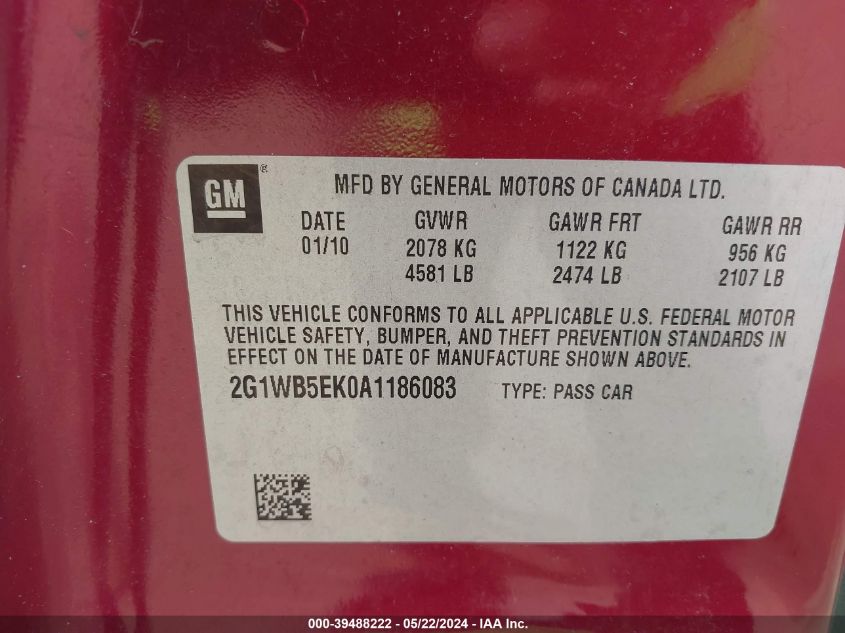 GM®
MFD BY GENERAL MOTORS OF CANADA LTD.
DATE GVWR GAWR FRT GAWR RR
01/10 2078 KG 1122 KG 956 KG
4581 LB 2474 LB 2107 LB
THIS VEHICLE CONFORMS TO ALL APPLICABLE U.S. FEDERAL MOTOR
VEHICLE SAFETY, BUMPER, AND THEFT PREVENTION STANDARDS IN
EFFECT ON THE DATE OF MANUFACTURE SHOWN ABOVE.
2G1WB5EK0A1186083 TYPE: PASS CAR
000-39488222 - 05/22/2024 - IAA Inc.